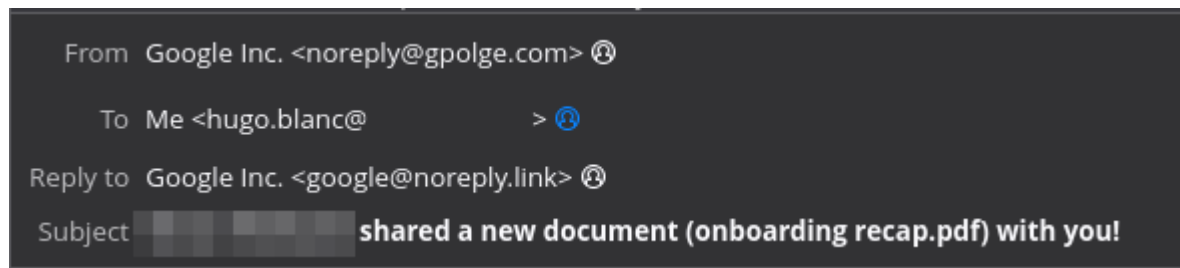 From Google Inc. <noreply@gpolge.com>
To Me <hugo.blanc@ >
Reply to Google Inc. <google@noreply.link>
Subject shared a new document (onboarding recap.pdf) with you!